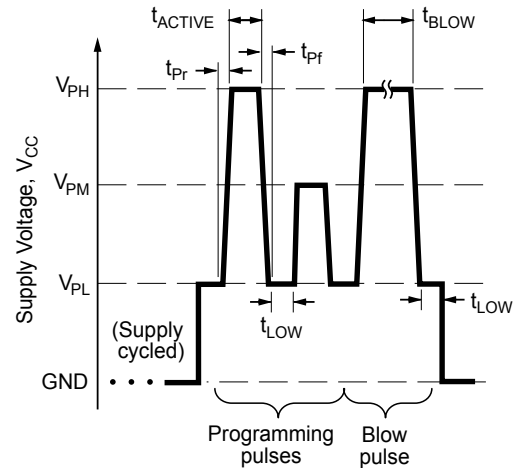 tACTIVE
tBLOW
tPr
tPf
VPH
VPM
VPL
GND
Supply Voltage, VCC
(Supply
cycled)
tLOW
tLOW
Programming
pulses
Blow
pulse